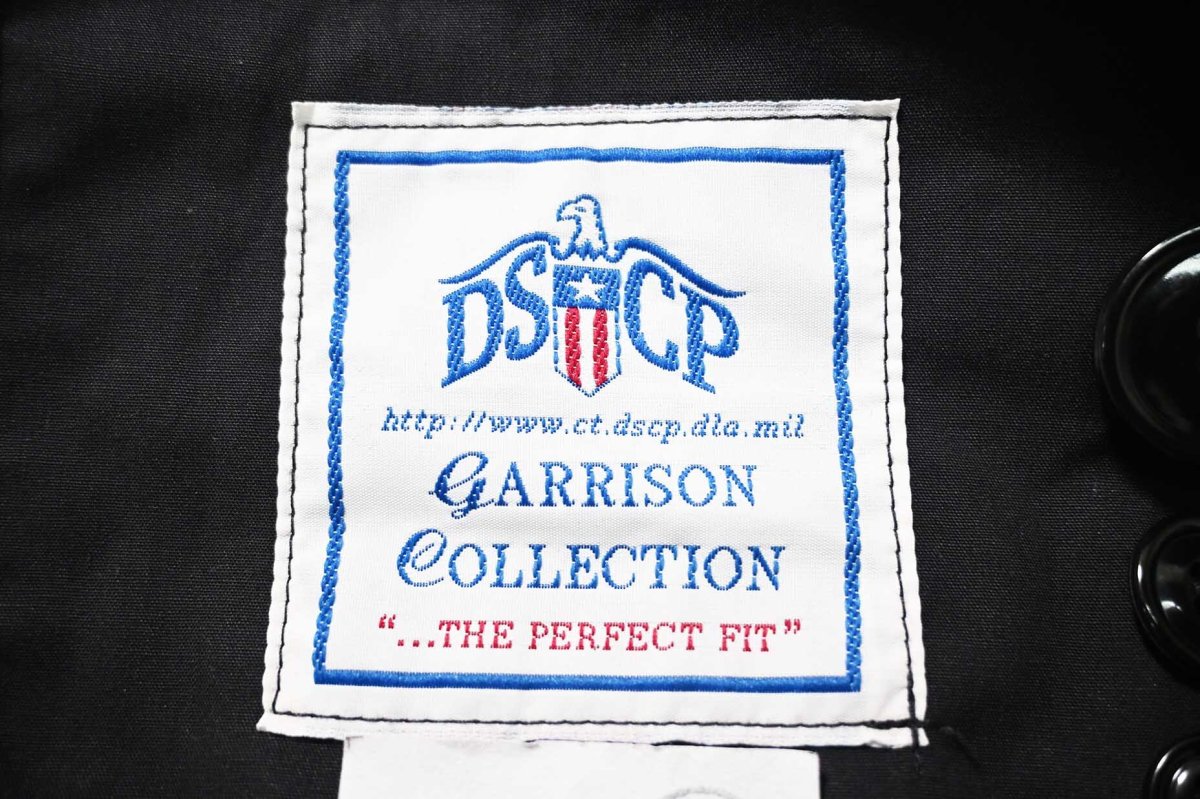 DSCP
http://www.ct.dscp.dla.mil
GARRISON
COLLECTION
“...THE PERFECT FIT”